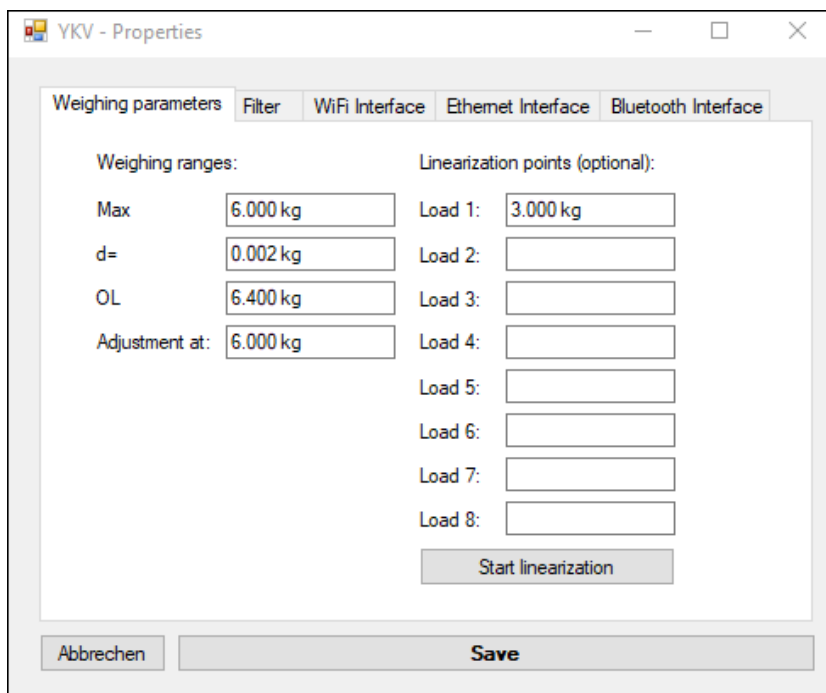 YKV - Properties
Weighing parameters Filter WiFi Interface Ethernet Interface Bluetooth Interface
Weighing ranges: Linearization points (optional):
Max 6.000 kg Load 1: 3.000 kg
d= 0.002 kg Load 2:
OL 6.400 kg Load 3:
Adjustment at: 6.000 kg Load 4:
Load 5:
Load 6:
Load 7:
Load 8:
Start linearization
Abbrechen Save